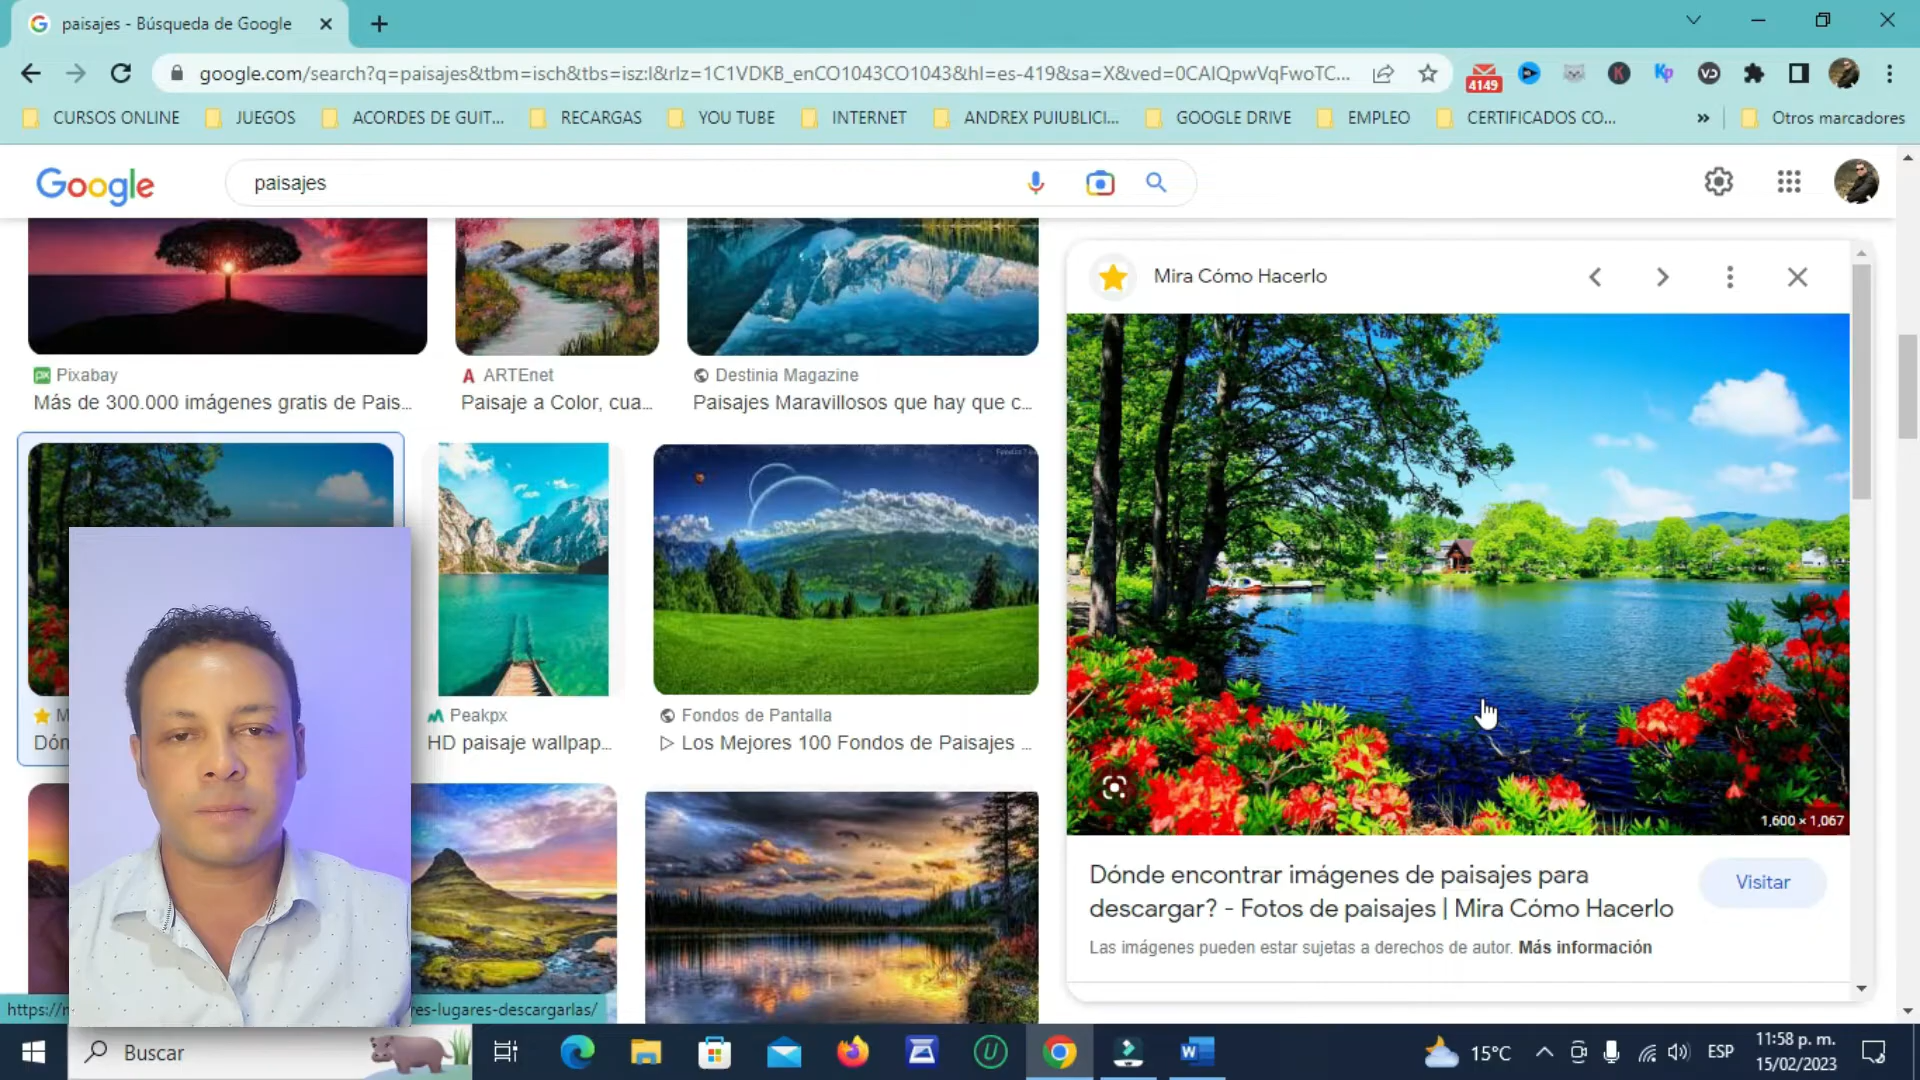 paisajes - Búsqueda de Google
google.com/search?q=paisajes&tbm=isch&tbs=isz:l&rlz=1C1VDKB_enCO1043CO1043&hl=es-419&sa=X&ved=0CAIQpwVqFwoTC...
4149
CURSOS ONLINE
JUEGOS
ACORDES DE GUIT...
RECARGAS
YOU TUBE
INTERNET
ANDREX PUIUBLICI...
GOOGLE DRIVE
EMPLEO
CERTIFICADOS CO...
Otros marcadores
Google
paisajes
Pixabay
Más de 300.000 imágenes gratis de Pais...
ARTEnet
Paisaje a Color, cua...
Destinia Magazine
Paisajes Maravillosos que hay que c...
Mira Cómo Hacerlo
1,600 × 1,067
M
Dón
Peakpx
HD paisaje wallpap...
Fondos de Pantalla
▷ Los Mejores 100 Fondos de Paisajes ...
Dónde encontrar imágenes de paisajes para
descargar? - Fotos de paisajes | Mira Cómo Hacerlo
Visitar
Las imágenes pueden estar sujetas a derechos de autor. Más información
https://
res-lugares-descargarlas/
Buscar
15°C
ESP
11:58 p. m.
15/02/2023